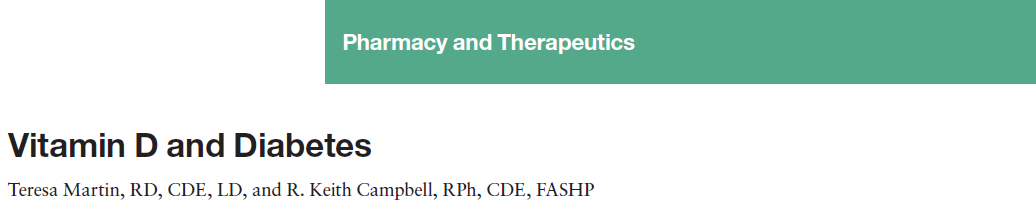 Pharmacy and Therapeutics
Vitamin D and Diabetes
Teresa Martin, RD, CDE, LD, and R. Keith Campbell, RPh, CDE, FASHP